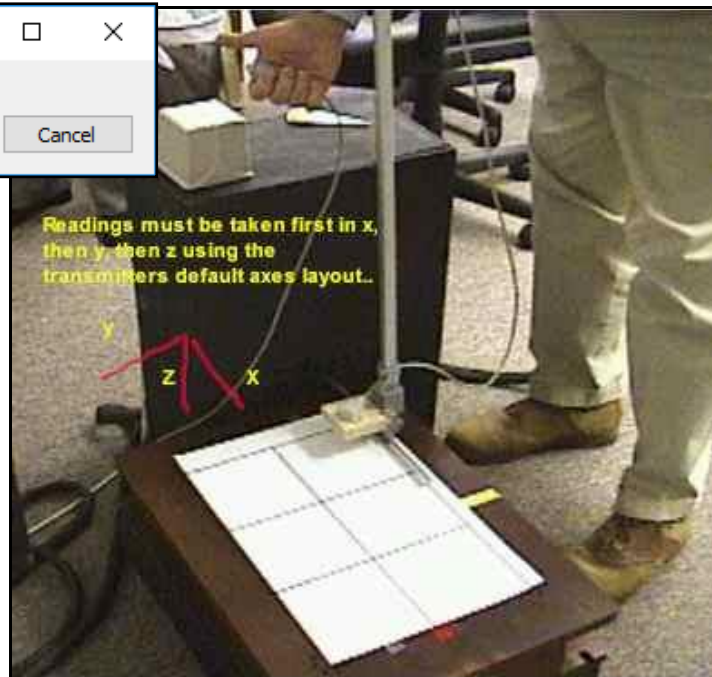 Cancel
Readings must be taken first in x,
then y, then z using the
transmitters default axes layout..
y
Z
X